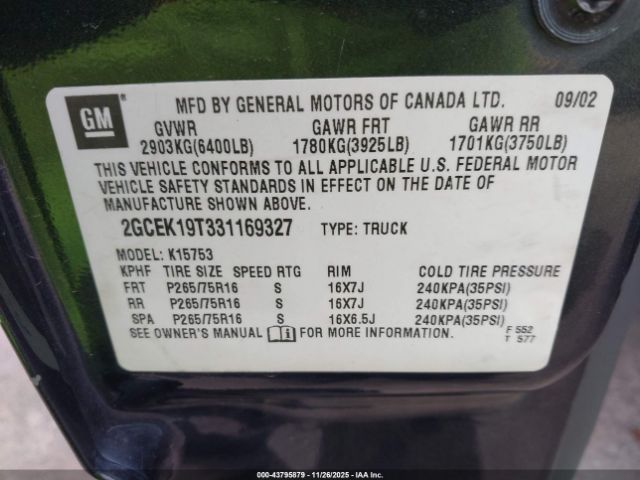 GM
MFD BY GENERAL MOTORS OF CANADA LTD. 09/02
GVWR GAWR FRT GAWR RR
2903KG(6400LB) 1780KG(3925LB) 1701KG(3750LB)
THIS VEHICLE CONFORMS TO ALL APPLICABLE U.S. FEDERAL MOTOR
VEHICLE SAFETY STANDARDS IN EFFECT ON THE DATE OF
MANUFACTURE SHOWN ABOVE.
2GCEK19T331169327 TYPE: TRUCK
MODEL: K15753
KPHF TIRE SIZE SPEED RTG RIM COLD TIRE PRESSURE
FRT P265/75R16 S 16X7J 240KPA(35PSI)
RR P265/75R16 S 16X7J 240KPA(35PSI)
SPA P265/75R16 S 16X6.5J 240KPA(35PSI)
SEE OWNER'S MANUAL i FOR MORE INFORMATION.
F 552
T 577
000-43795879 | 11/26/2025 | IAA Inc.